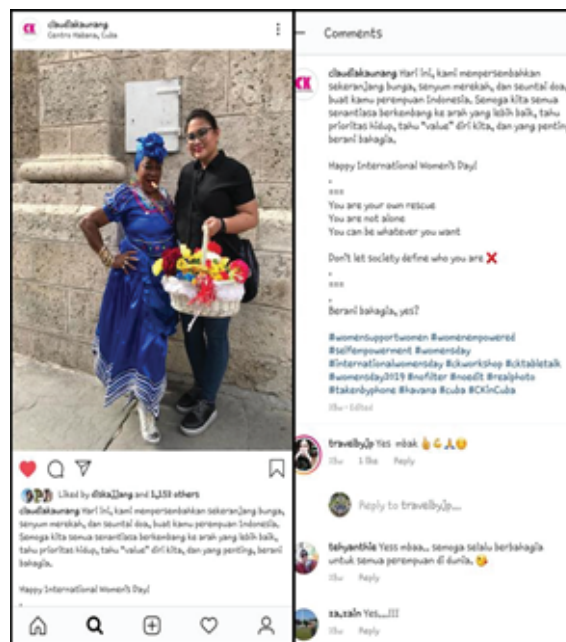 claudiakaunang
Centro Habana, Cuba
Liked by diskajjang and 1,153 others
claudiakaunang Hari ini, kami mempersembahkan sekeranjang bunga,
senyum merekah, dan seuntai doa, buat kamu perempuan Indonesia.
Semoga kita semua senantiasa berkembang ke arah yang lebih baik,
tahu prioritas hidup, tahu "value" diri kita, dan yang penting, berani
bahagia.
Happy International Women's Day!
.
Comments
CK
claudiakaunang Hari ini, kami mempersembahkan
sekeranjang bunga, senyum merekah, dan seuntai doa,
buat kamu perempuan Indonesia. Semoga kita semua
senantiasa berkembang ke arah yang lebih baik, tahu
prioritas hidup, tahu "value" diri kita, dan yang penting,
berani bahagia.
Happy International Women's Day!
.
===
You are your own rescue
You are not alone
You can be whatever you want
Don't let society define who you are ❌
.
===
.
Berani bahagia, yes?
#womensupportwomen #womenempowered
#selfempowerment #womensday
#internationalwomensday #ckworkshop #cktabletalk
#womensday2019 #nofilter #noedit #realphoto
#takenbyphone #havana #cuba #CKinCuba
Edited
travelbyjp Yes mbak
1 like Reply
Reply to travelbyjp...
tehyanthie Yess mbaa... semoga selalu berbahagia
untuk semua perempuan di dunia.
Reply
za.zain Yes...!!!
Reply